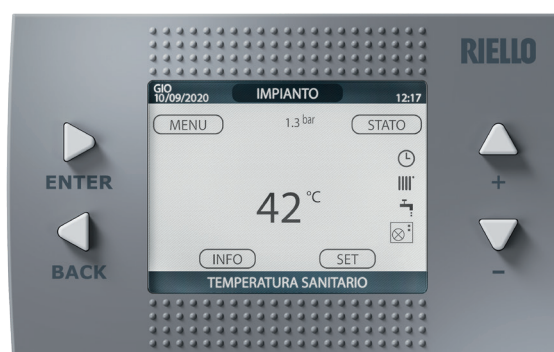 RIELLO
GIO
10/09/2020
IMPIANTO
12:17
MENU
1.3 bar
STATO
ENTER
42 °C
+
INFO
SET
BACK
-
TEMPERATURA SANITARIO